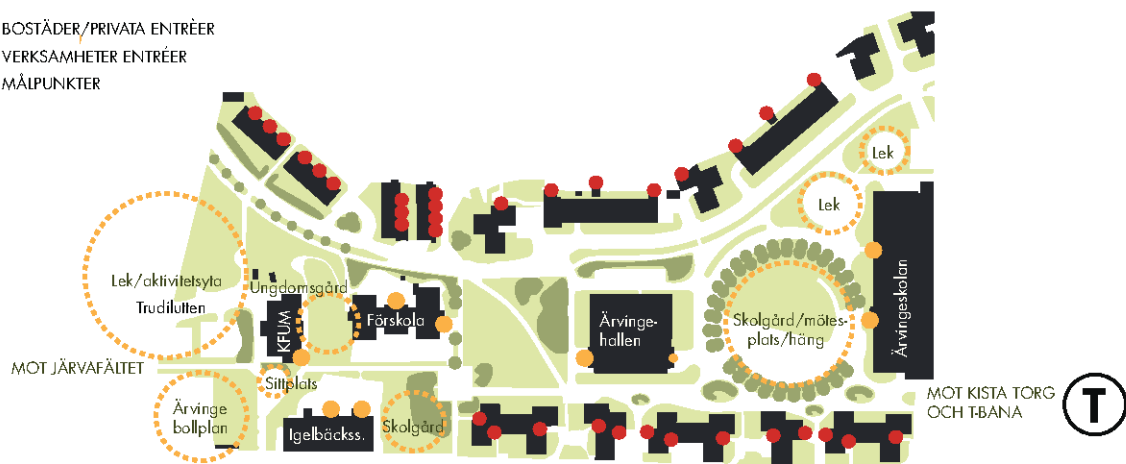 BOSTÄDER/PRIVATA ENTRÈER
VERKSAMHETER ENTRÉER
MÅLPUNKTER
Lek
Lek
Lek/aktivitetsyta
Trudilutten
Ungdomsgård
KFUM
Förskola
Ärvinge-
hallen
Skolgård/mötes-
plats/häng
Ärvingeskolan
MOT JÄRVAFÄLTET
Sittplats
Ärvinge
bollplan
Igelbäckss.
Skolgård
MOT KISTA TORG
OCH T-BANA
T